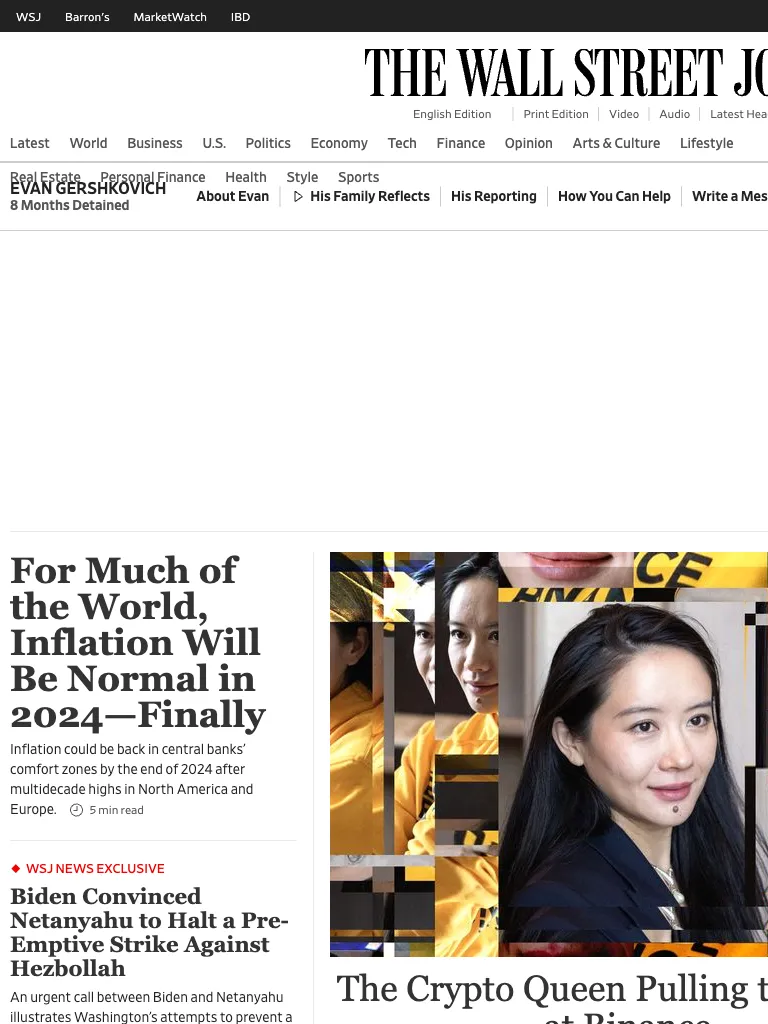 WSJ Barron's MarketWatch IBD
THE WALL STREET
English Edition Print Edition Video Audio Latest
Latest World Business U.S. Politics Economy Tech Finance Opinion Arts & Culture Lifestyle
Real Estate Personal Finance Health Style Sports
EVAN GERSHKOVICH
8 Months Detained
About Evan His Family Reflects His Reporting How You Can Help Write a
For Much of
the World,
Inflation Will
Be Normal in
2024—Finally
Inflation could be back in central banks’
comfort zones by the end of 2024 after
multidecade highs in North America and
Europe. 5 min read
WSJ NEWS EXCLUSIVE
Biden Convinced
Netanyahu to Halt a Pre-
Emptive Strike Against
Hezbollah
An urgent call between Biden and Netanyahu
illustrates Washington’s attempts to prevent a
The Crypto Queen Pulling
at Binance